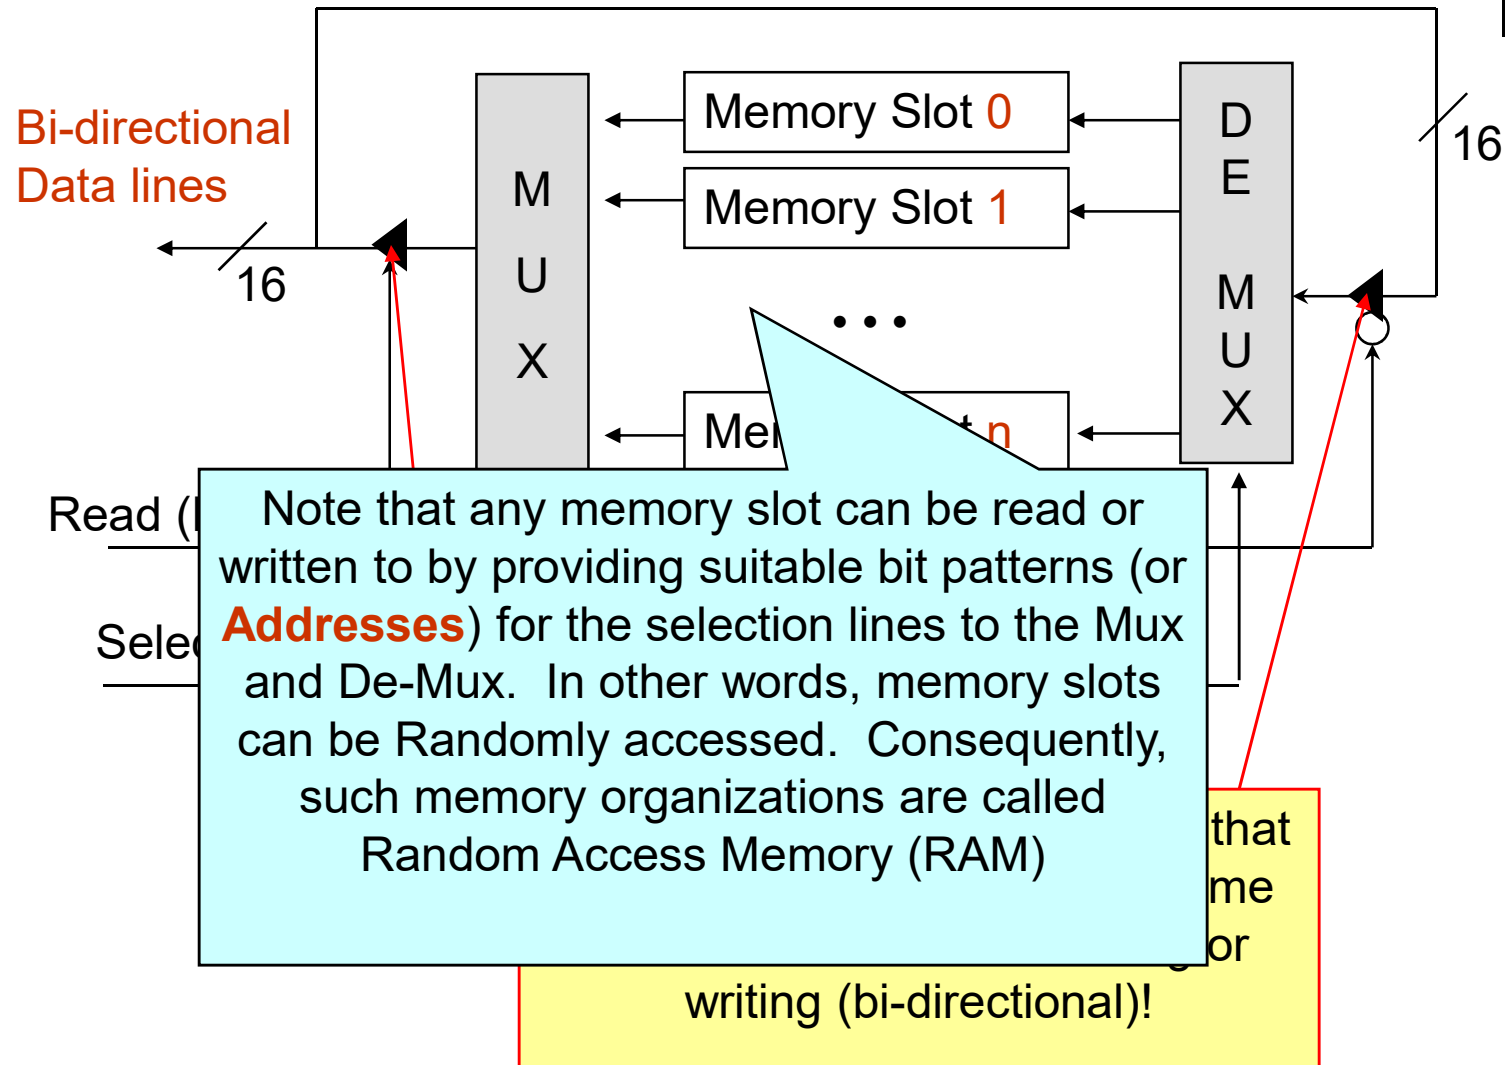 Bi-directional
Data lines
16
M
U
X
Memory Slot 0
Memory Slot 1
...
n
D
E
M
U
X
16
Read (
Note that any memory slot can be read or
written to by providing suitable bit patterns (or
Addresses) for the selection lines to the Mux
and De-Mux.  In other words, memory slots
can be Randomly accessed.  Consequently,
such memory organizations are called
Random Access Memory (RAM)
that
me
or
writing (bi-directional)!